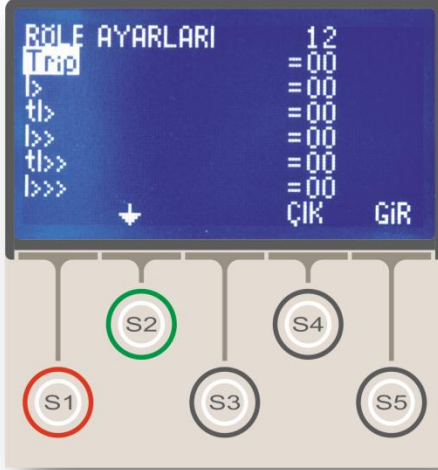 RÖLE AYARLARI 12
Trip =00
I> =00
tI> =00
I>> =00
tI>> =00
I>>> =00
ÇIK GİR
S2 S4
S1 S3 S5